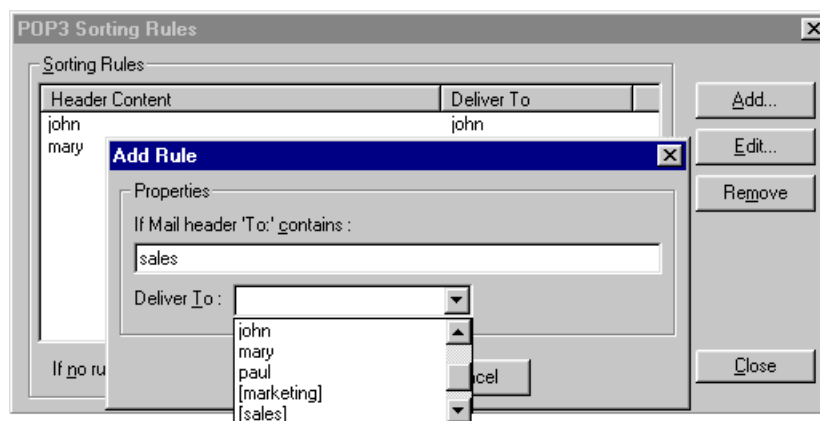 POP3 Sorting Rules
Sorting Rules
Header Content Deliver To
john john
mary
Add...
Edit...
Remove
Close
Add Rule
Properties
If Mail header 'To:' contains :
sales
Deliver To :
john
mary
paul
[marketing]
[sales]
If no ru
cel